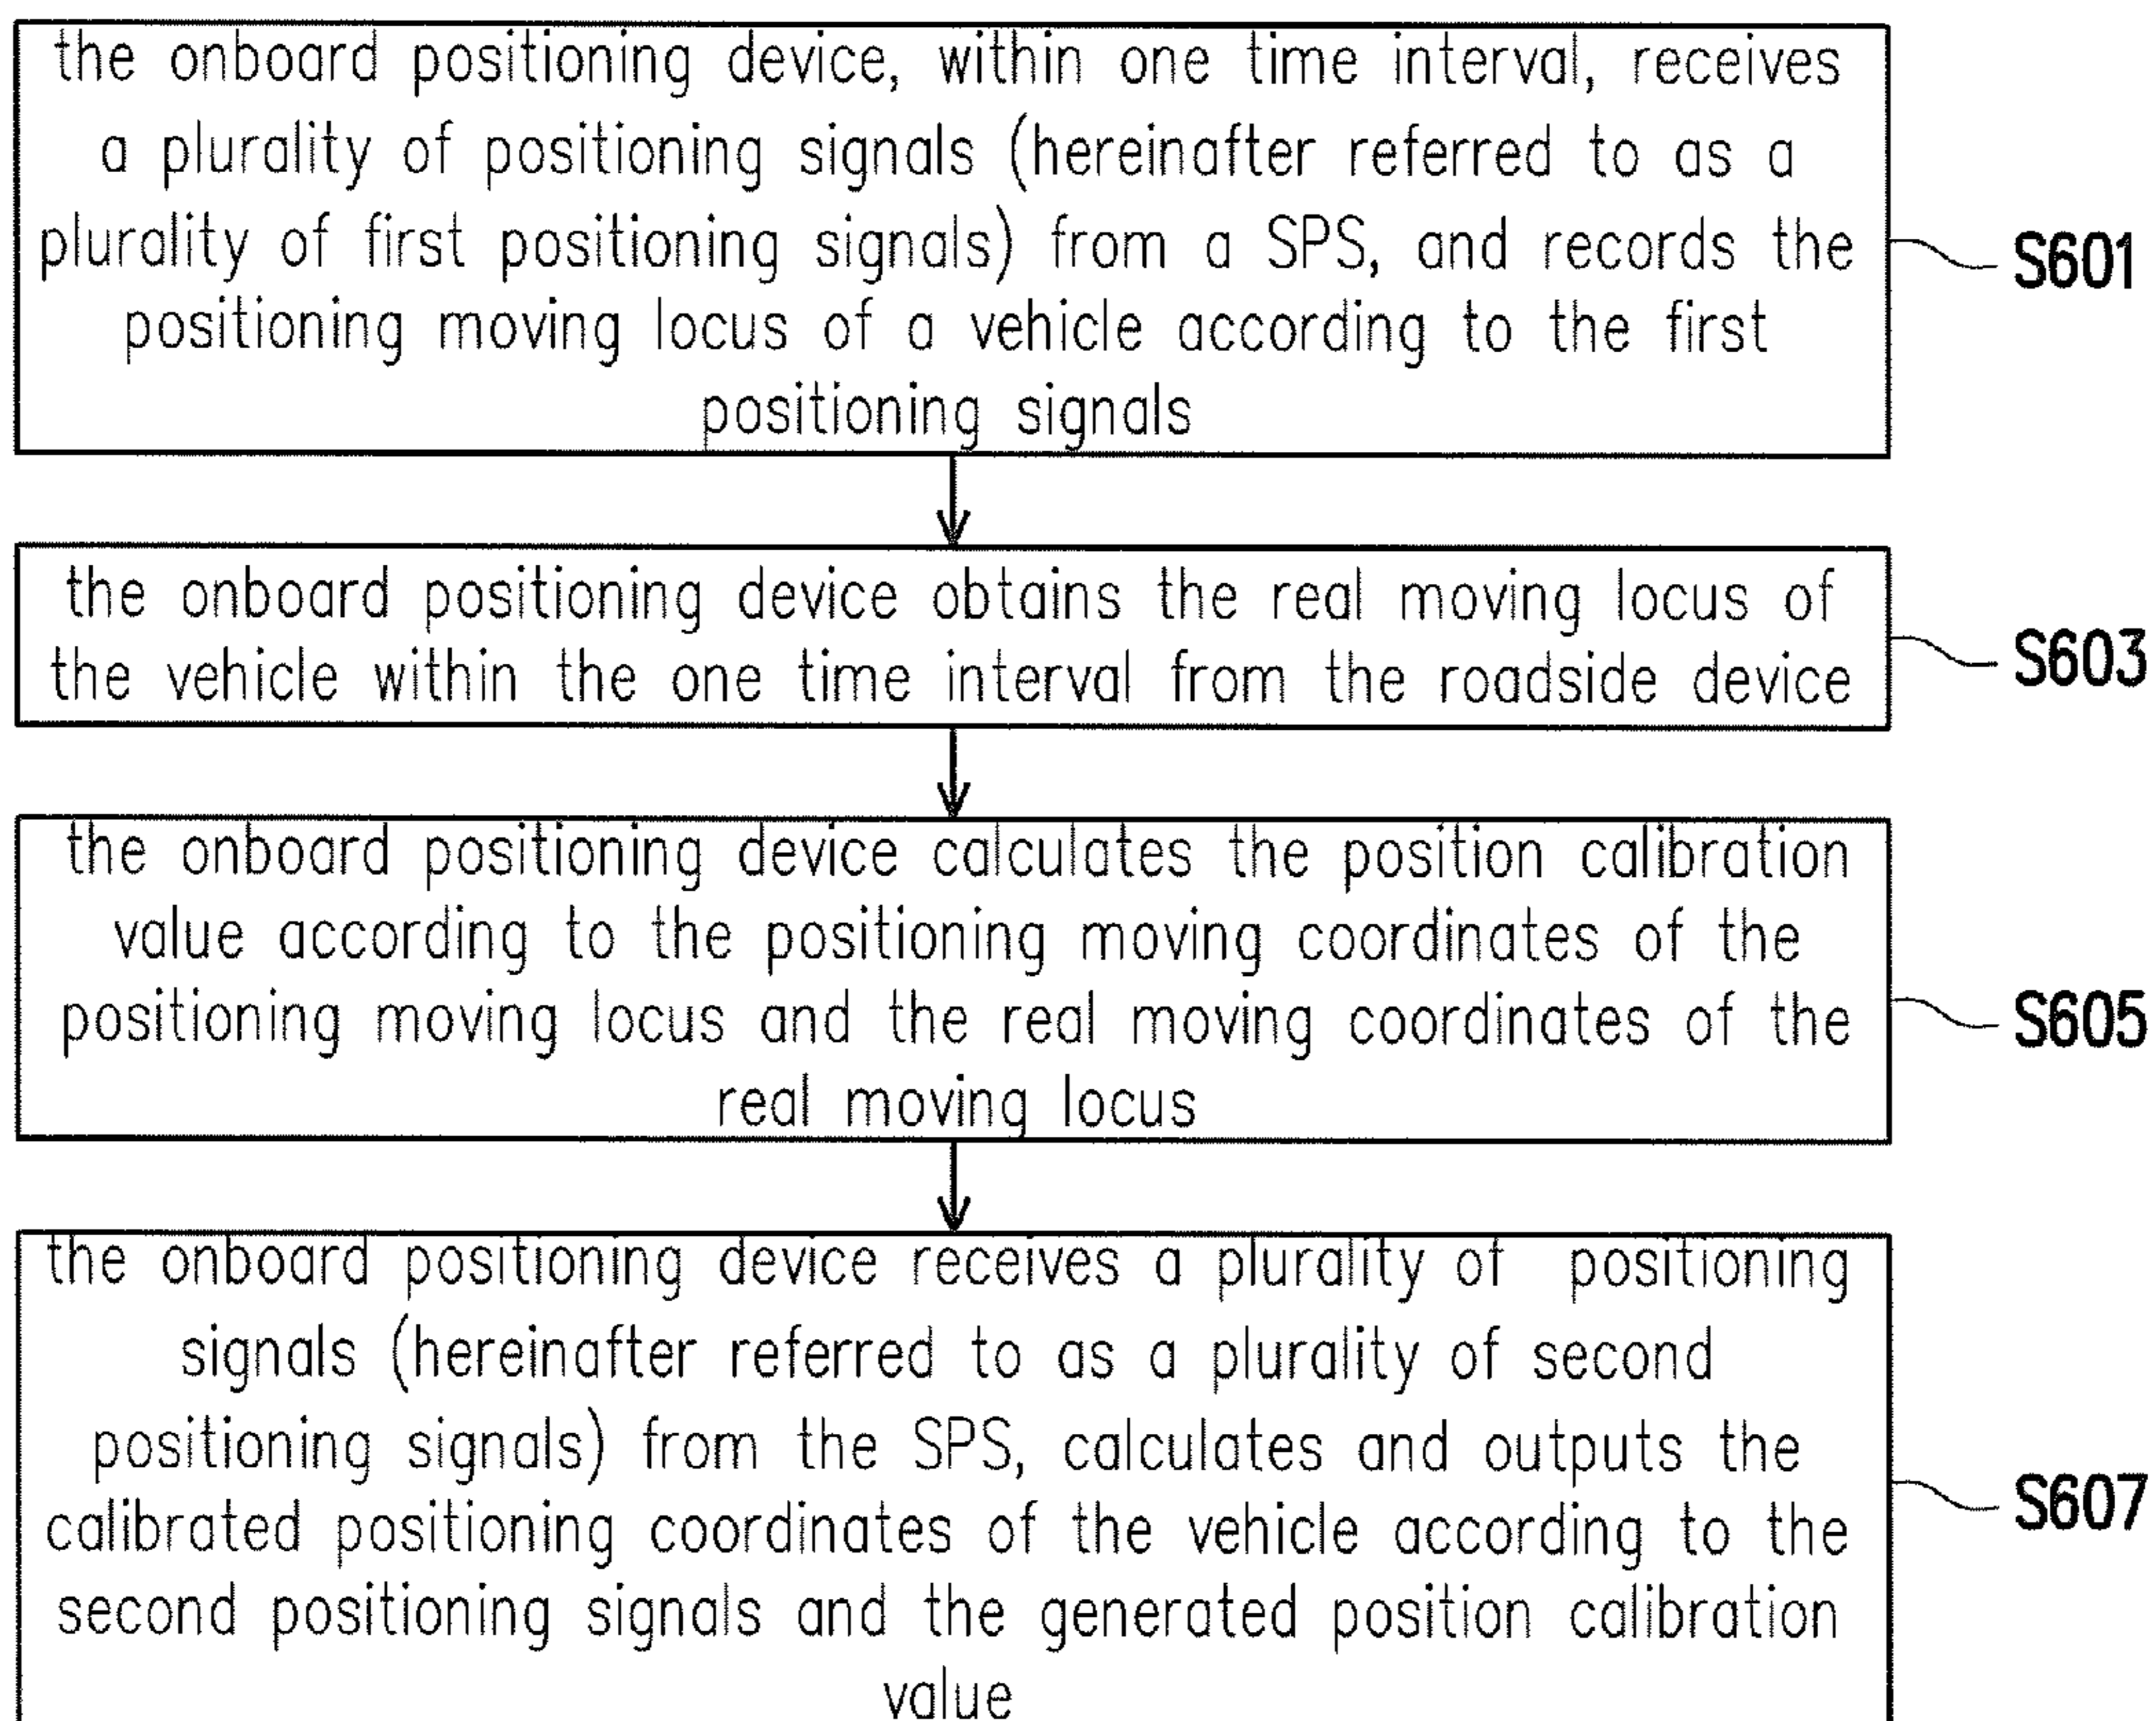 the onboard positioning device, within one time interval, receives
a plurality of positioning signals (hereinafter referred to as a
plurality of first positioning signals) from a SPS, and records the
positioning moving locus of a vehicle according to the first
positioning signals
S601
the onboard positioning device obtains the real moving locus of
the vehicle within the one time interval from the roadside device
S603
the onboard positioning device calculates the position calibration
value according to the positioning moving coordinates of the
positioning moving locus and the real moving coordinates of the
real moving locus
S605
the onboard positioning device receives a plurality of positioning
signals (hereinafter referred to as a plurality of second
positioning signals) from the SPS, calculates and outputs the
calibrated positioning coordinates of the vehicle according to the
second positioning signals and the generated position calibration
value
S607